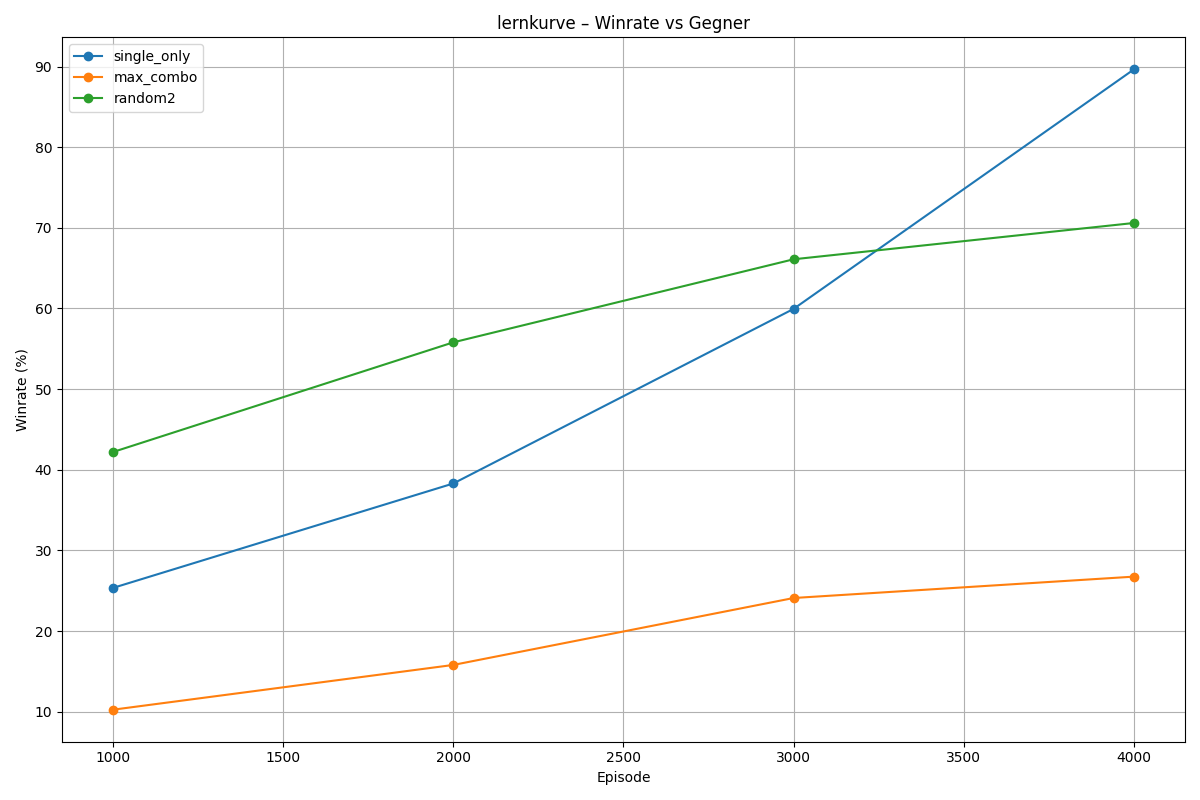 lernkurve – Winrate vs Gegner
single_only
max_combo
random2
Winrate (%)
90
80
70
60
50
40
30
20
10
1000 1500 2000 2500 3000 3500 4000
Episode